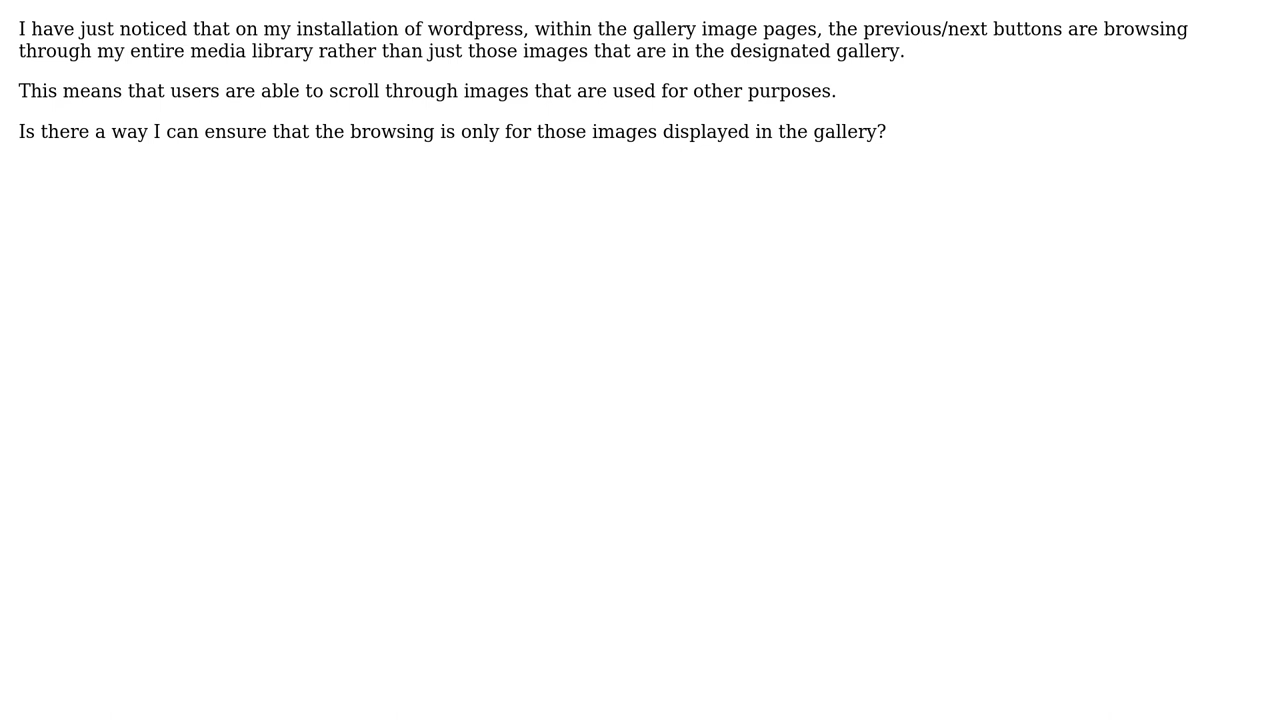 I have just noticed that on my installation of wordpress, within the gallery image pages, the previous/next buttons are browsing
through my entire media library rather than just those images that are in the designated gallery.
This means that users are able to scroll through images that are used for other purposes.
Is there a way I can ensure that the browsing is only for those images displayed in the gallery?